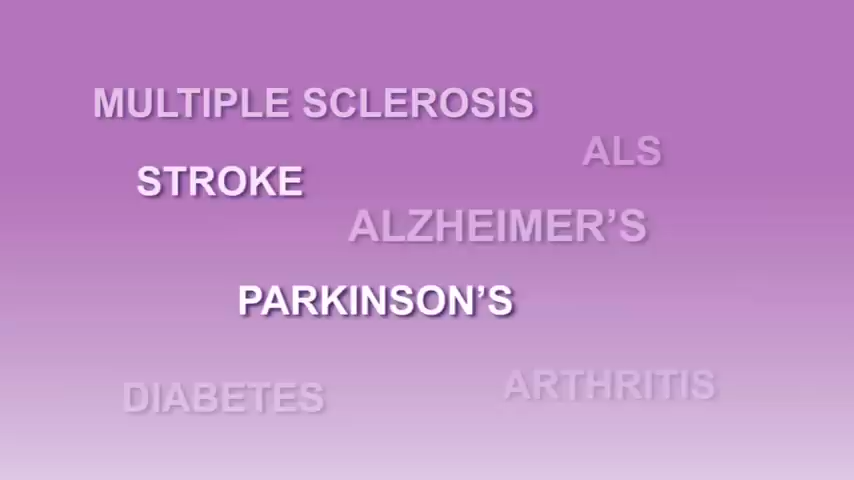 MULTIPLE SCLEROSIS
ALS
STROKE
ALZHEIMER’S
PARKINSON’S
ARTHRITIS
DIABETES